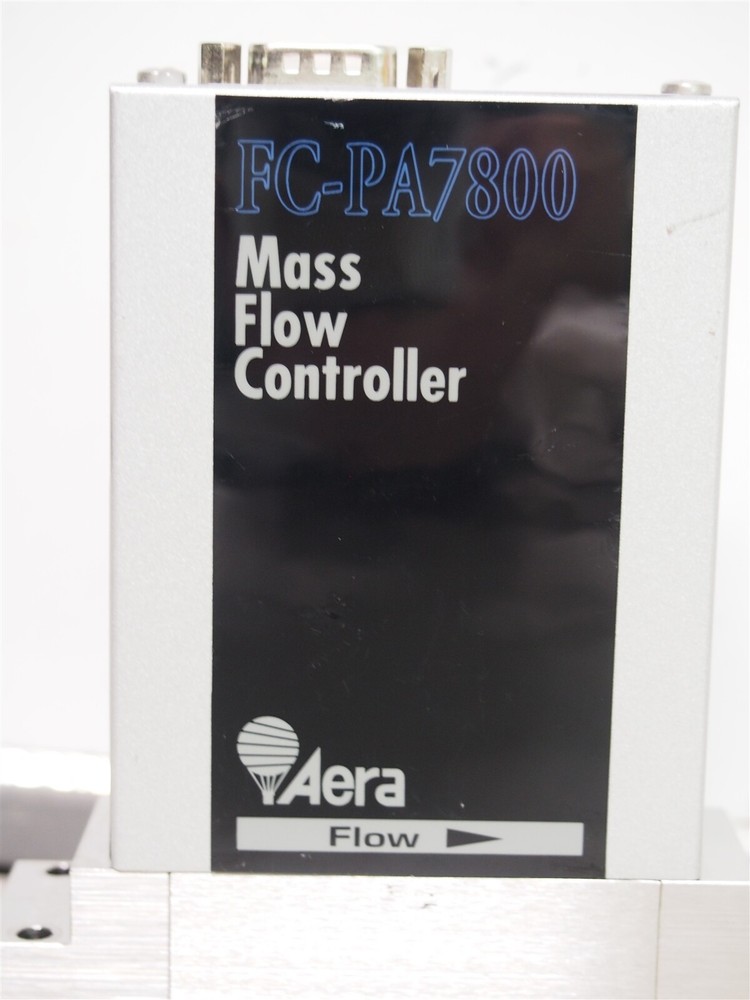 FC-PA7800
Mass
Flow
Controller
Aera
Flow